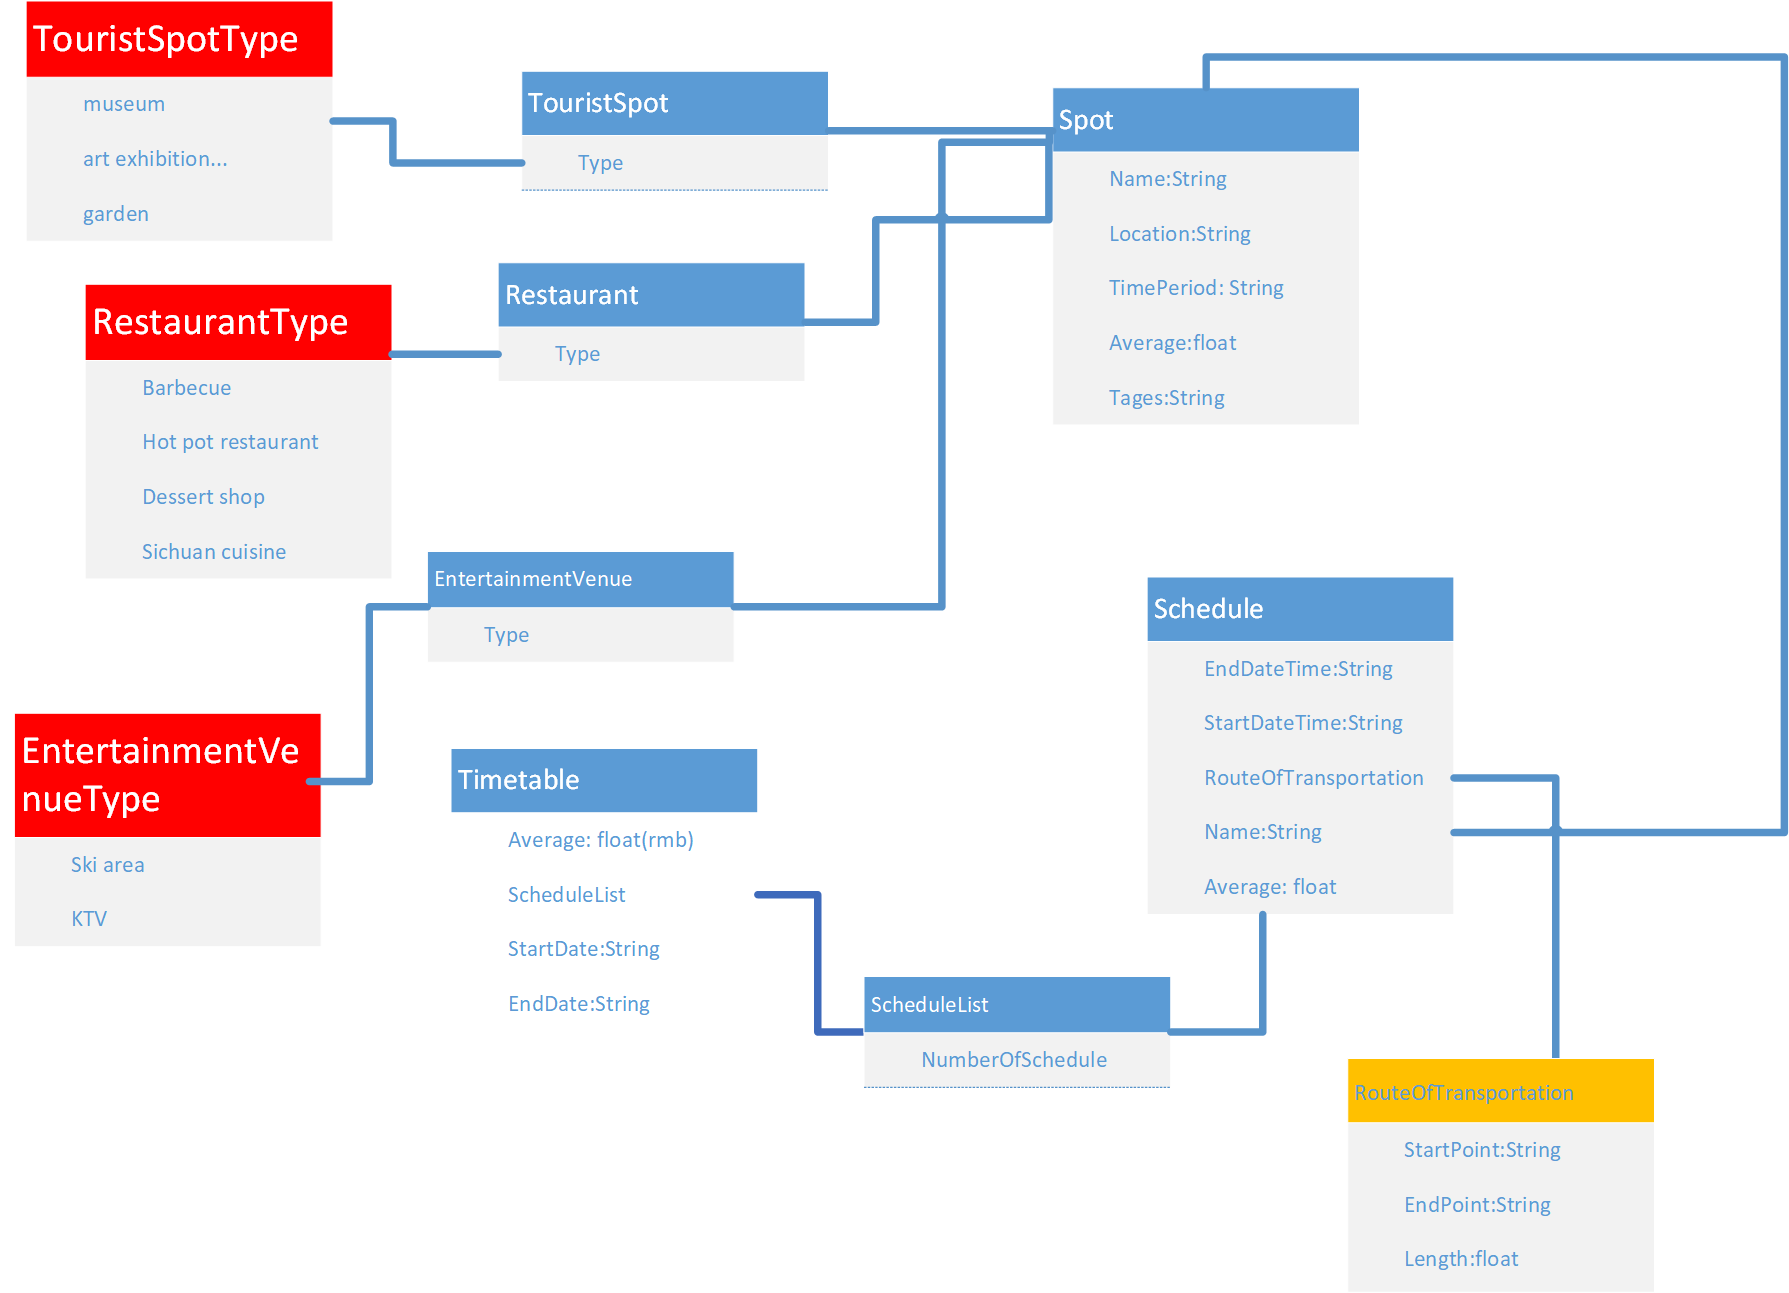 TouristSpotType
museum
art exhibition...
garden
TouristSpot
Type
Spot
Name:String
Location:String
TimePeriod: String
Average:float
Tages:String
RestaurantType
Barbecue
Hot pot restaurant
Dessert shop
Sichuan cuisine
Restaurant
Type
EntertainmentVenue
Type
EntertainmentVe
nueType
Ski area
KTV
Timetable
Average: float(rmb)
ScheduleList
StartDate:String
EndDate:String
Schedule
EndDateTime:String
StartDateTime:String
RouteOfTransportation
Name:String
Average: float
ScheduleList
NumberOfSchedule
RouteOfTransportation
StartPoint:String
EndPoint:String
Length:float